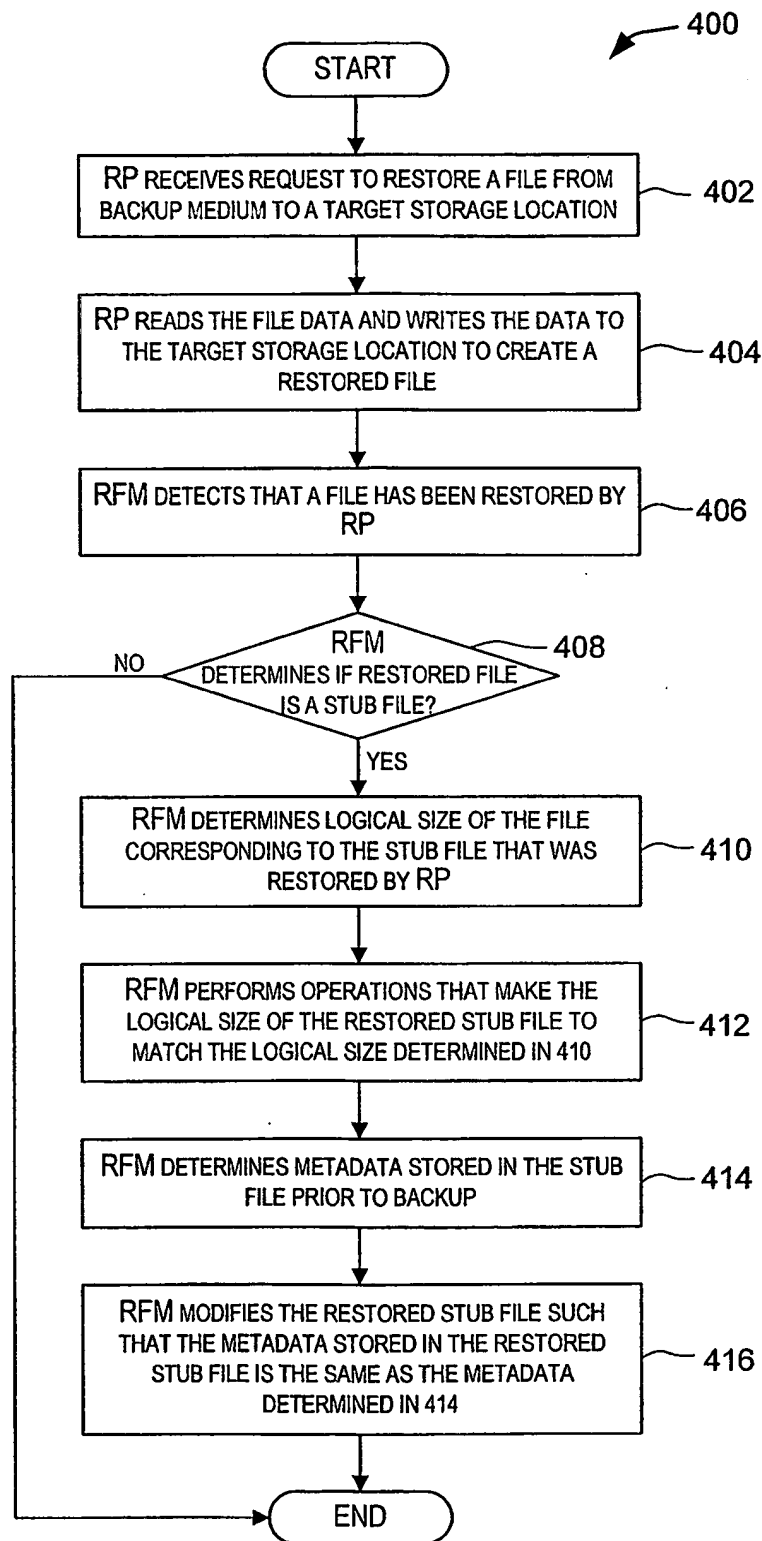 400
START
RP RECEIVES REQUEST TO RESTORE A FILE FROM
BACKUP MEDIUM TO A TARGET STORAGE LOCATION
402
RP READS THE FILE DATA AND WRITES THE DATA TO
THE TARGET STORAGE LOCATION TO CREATE A
RESTORED FILE
404
RFM DETECTS THAT A FILE HAS BEEN RESTORED BY
RP
406
RFM
DETERMINES IF RESTORED FILE
IS A STUB FILE?
408
NO
YES
RFM DETERMINES LOGICAL SIZE OF THE FILE
CORRESPONDING TO THE STUB FILE THAT WAS
RESTORED BY RP
410
RFM PERFORMS OPERATIONS THAT MAKE THE
LOGICAL SIZE OF THE RESTORED STUB FILE TO
MATCH THE LOGICAL SIZE DETERMINED IN 410
412
RFM DETERMINES METADATA STORED IN THE STUB
FILE PRIOR TO BACKUP
414
RFM MODIFIES THE RESTORED STUB FILE SUCH
THAT THE METADATA STORED IN THE RESTORED
STUB FILE IS THE SAME AS THE METADATA
DETERMINED IN 414
416
END